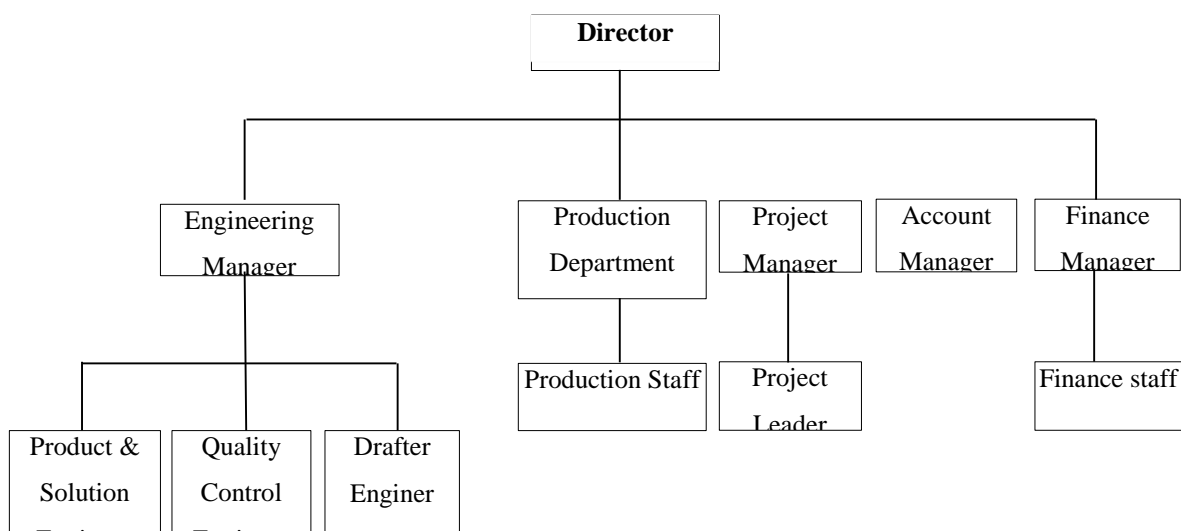 Director
Engineering
Manager
Production
Department
Project
Manager
Account
Manager
Finance
Manager
Production Staff
Project
Leader
Finance staff
Product &
Solution
Quality
Control
Drafter
Enginer